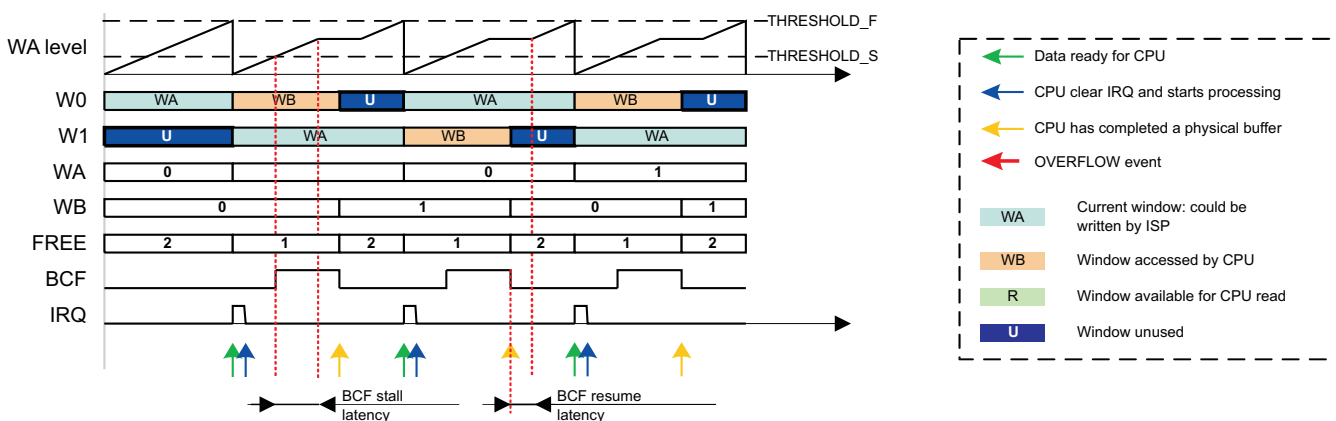 THRESHOLD_F
WA level
THRESHOLD_S
W0 WA WB U WA WB U
W1 U WA WB U WA
WA 0 0 1
WB 0 1 0 1
FREE 2 1 2 1 2 1 2
BCF
IRQ
BCF stall
latency
BCF resume
latency
Data ready for CPU
CPU clear IRQ and starts processing
CPU has completed a physical buffer
OVERFLOW event
WA Current window: could be
written by ISP
WB Window accessed by CPU
R Window available for CPU read
U Window unused